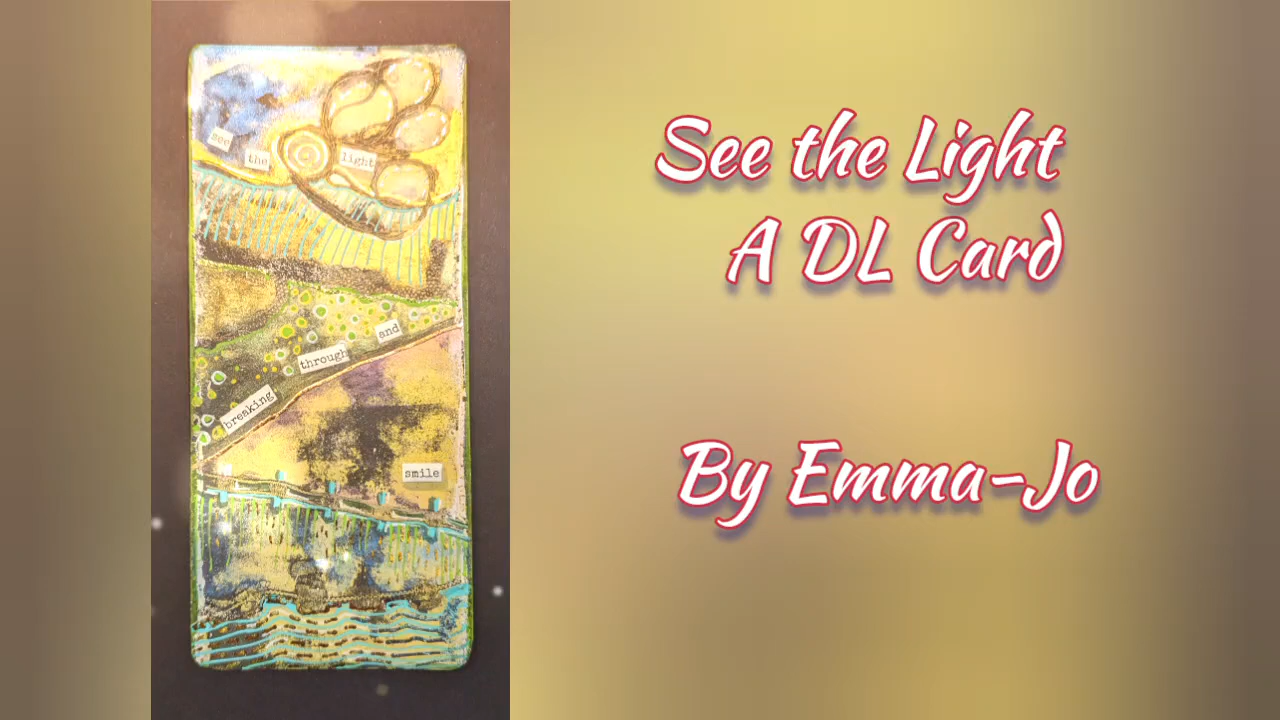 See the Light
A DL Card
By Emma-Jo
see
the
light
breaking through and
smile